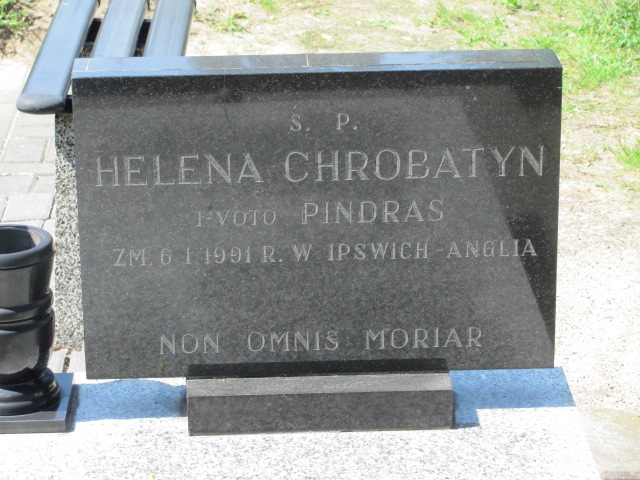 S. P.
HELENA CHROBATYN
I-VOTO PINDRAS
ZM. 6 I 1991 R. W IPSWICH-ANGLIA
NON OMNIS MORIAR